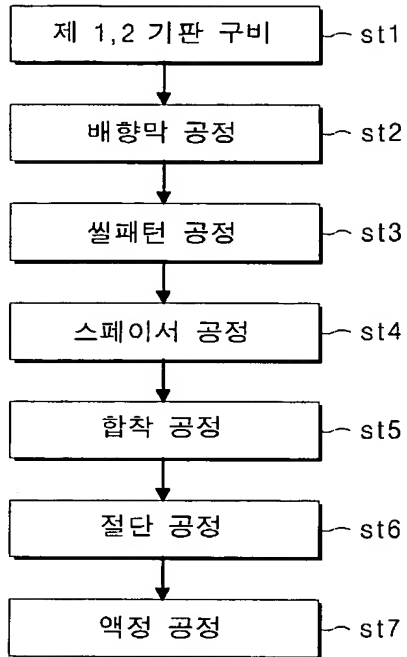 제 1,2 기판 구비 st1
배향막 공정 st2
씰패턴 공정 st3
스페이서 공정 st4
합착 공정 st5
절단 공정 st6
액정 공정 st7